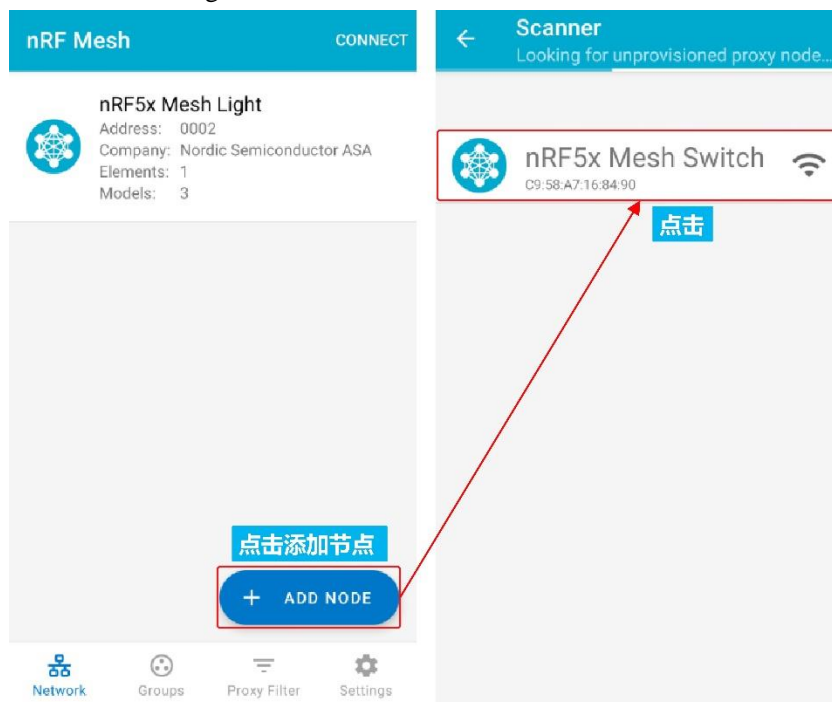 nRF Mesh
CONNECT
nRF5x Mesh Light
Address: 0002
Company: Nordic Semiconductor ASA
Elements: 1
Models: 3
点击添加节点
+ ADD NODE
Network
Groups
Proxy Filter
Settings
Scanner
Looking for unprovisioned proxy node...
nRF5x Mesh Switch
C9:58:A7:16:84:90
点击